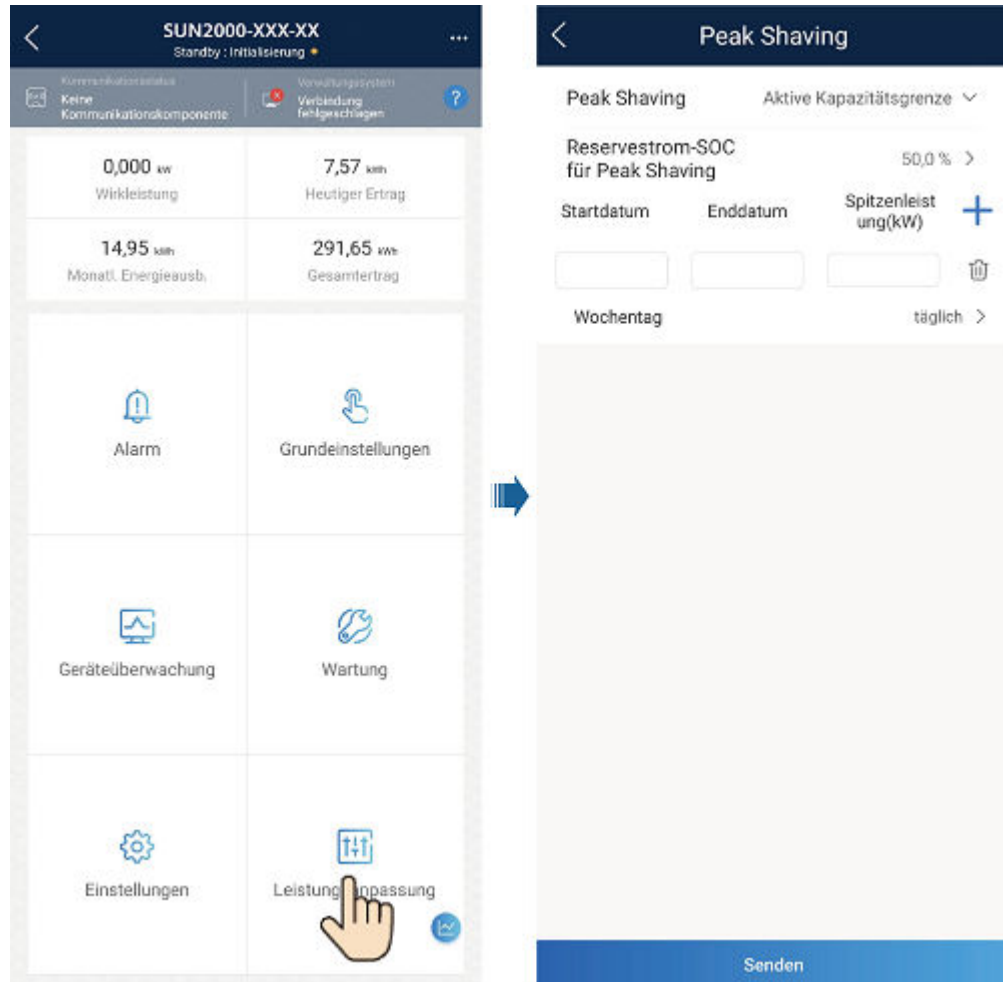 SUN2000-XXX-XX
Standby : Initialisierung
Kommunikationsstatus
Keine
Kommunikationskomponente
Verwaltungssystem
Verbindung
fehlgeschlagen
?
0,000 kW
Wirkleistung
7,57 kWh
Heutiger Ertrag
14,95 kWh
Monatl. Energieausb.
291,65 kWh
Gesamtertrag
Alarm
Grundeinstellungen
Geräteüberwachung
Wartung
Einstellungen
Leistung anpassung
Peak Shaving
Peak Shaving
Aktive Kapazitätsgrenze
Reservestrom-SOC
für Peak Shaving
50,0 %
Startdatum
Enddatum
Spitzenleist
ung(kW)
Wochentag
täglich
Senden